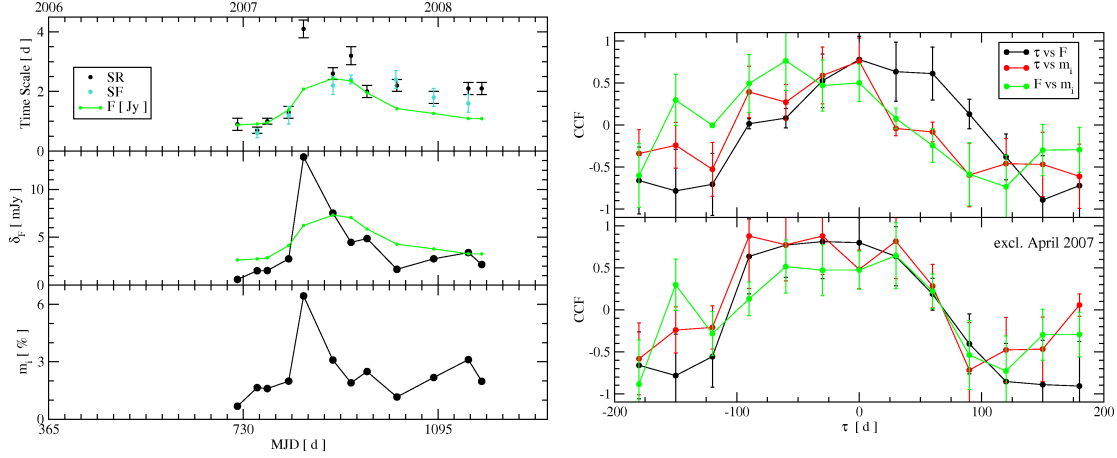 2006 2007 2008
Time Scale [ d ]
4
2
0
SR
SF
F [ Jy ]
δF [ mJy ]
10
5
0
mi [ % ]
6
3
0
365 730 1095
MJD [ d ]
CCF
1
0.5
0
-0.5
-1
τ vs F
τ vs mi
F vs mi
CCF
0.5
0
-0.5
-1
excl. April 2007
-200 -100 0 100 200
τ [ d ]